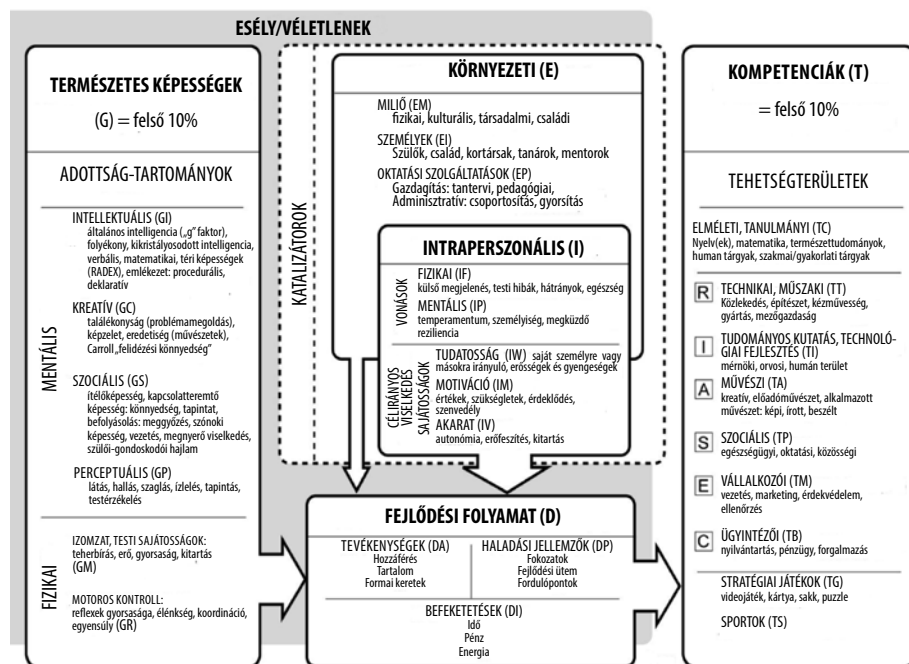 ESÉLY/VÉLETLENEK
TERMÉSZETES KÉPESSÉGEK
(G) = felső 10%
ADOTTSÁG-TARTOMÁNYOK
MENTÁLIS
INTELLEKTUÁLIS (GI)
általános intelligencia („g” faktor),
folyékony, kikristályosodott intelligencia,
verbális, matematikai, téri képességek
(RADEX), emlékezet: procedurális,
deklaratív
KREATÍV (GC)
találékonyság (problémamegoldás),
képzelet, eredetiség (művészetek),
Carroll „felidézési könnyedség”
SZOCIÁLIS (GS)
ítélőképesség, kapcsolatteremtő
képesség: könnyedség, tapintat,
befolyásolás: meggyőzés, szónoki
képesség, vezetés, megnyerő viselkedés,
szülői-gondoskodói hajlam
PERCEPTUÁLIS (GP)
látás, hallás, szaglás, ízlelés, tapintás,
testérzékelés
FIZIKAI
IZOMZAT, TESTI SAJÁTOSSÁGOK:
teherbírás, erő, gyorsaság, kitartás
(GM)
MOTOROS KONTROLL:
reflexek gyorsasága, élénkség, koordináció,
egyensúly (GR)
KATALIZÁTOROK
KÖRNYEZETI (E)
MILIŐ (EM)
fizikai, kulturális, társadalmi, családi
SZEMÉLYEK (EI)
Szülők, család, kortársak, tanárok, mentorok
OKTATÁSI SZOLGÁLTATÁSOK (EP)
Gazdagítás: tantervi, pedagógiai,
Adminisztratív: csoportosítás, gyorsítás
INTRAPERSZONÁLIS (I)
VONÁSOK
FIZIKAI (IF)
külső megjelenés, testi hibák, hátrányok, egészség
MENTÁLIS (IP)
temperamentum, személyiség, megküzdő
reziliencia
CÉLIRÁNYOS
VISELKEDÉS
SAJÁTOSSÁGOK
TUDATOSSÁG (IW) saját személyre vagy
másokra irányuló, erősségek és gyengeségek
MOTIVÁCIÓ (IM)
értékek, szükségletek, érdeklődés,
szenvedély
AKARAT (IV)
autonómia, erőfeszítés, kitartás
FEJLŐDÉSI FOLYAMAT (D)
TEVÉKENYSÉGEK (DA)
Hozzáférés
Tartalom
Formai keretek
HALADÁSI JELLEMZŐK (DP)
Fokozatok
Fejlődési ütem
Fordulópontok
BEFEKETETÉSEK (DI)
Idő
Pénz
Energia
KOMPETENCIÁK (T)
= felső 10%
TEHETSÉGTERÜLETEK
ELMÉLETI, TANULMÁNYI (TC)
Nyelv(ek), matematika, természettudományok,
human tárgyak, szakmai/gyakorlati tárgyak
R TECHNIKAI, MŰSZAKI (TT)
Közlekedés, építészet, kézművesség,
gyártás, mezőgazdaság
I TUDOMÁNYOS KUTATÁS, TECHNOLÓ-
GIAI FEJLESZTÉS (TI)
mérnöki, orvosi, humán terület
A MŰVÉSZI (TA)
kreatív, előadóművészet, alkalmazott
művészet: képi, írott, beszélt
S SZOCIÁLIS (TP)
egészségügyi, oktatási, közösségi
E VÁLLALKOZÓI (TM)
vezetés, marketing, érdekvédelem,
ellenőrzés
C ÜGYINTÉZŐI (TB)
nyilvántartás, pénzügy, forgalmazás
STRATÉGIAI JÁTÉKOK (TG)
videojáték, kártya, sakk, puzzle
SPORTOK (TS)